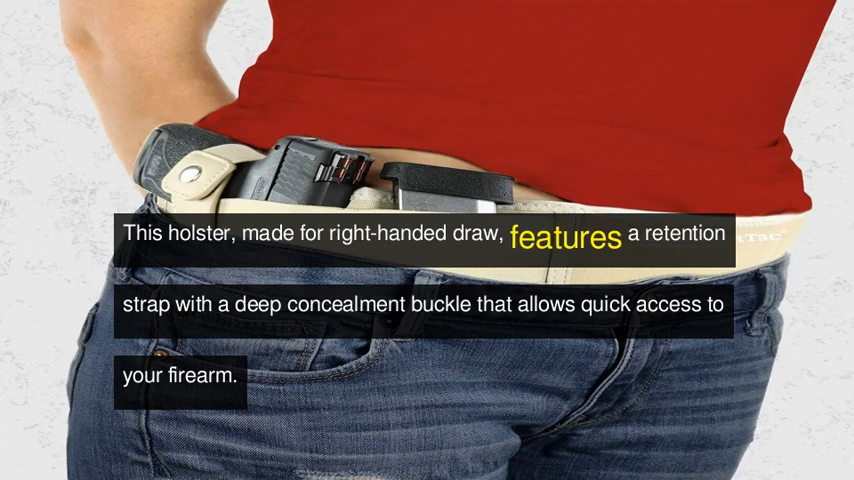 This holster, made for right-handed draw, features a retention
strap with a deep concealment buckle that allows quick access to
your firearm.